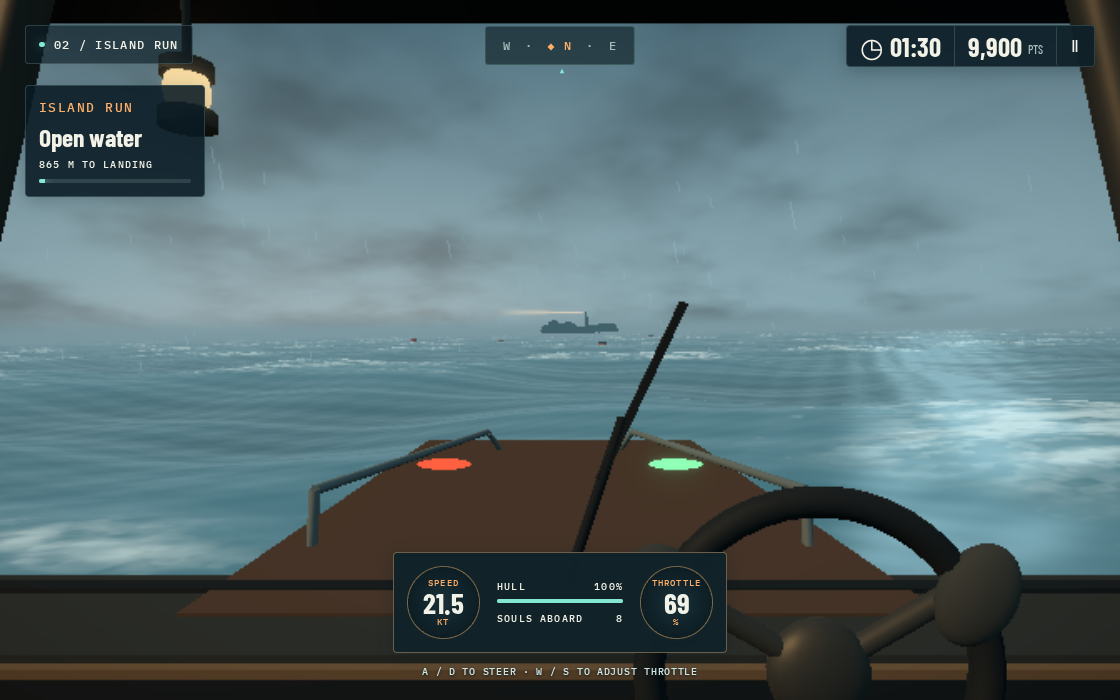 02 / ISLAND RUN
W · ◆ N · E
01:30
9,900 PTS
ISLAND RUN
Open water
865 M TO LANDING
SPEED
21.5
KT
HULL 100%
SOULS ABOARD 8
THROTTLE
69
%
A / D TO STEER · W / S TO ADJUST THROTTLE